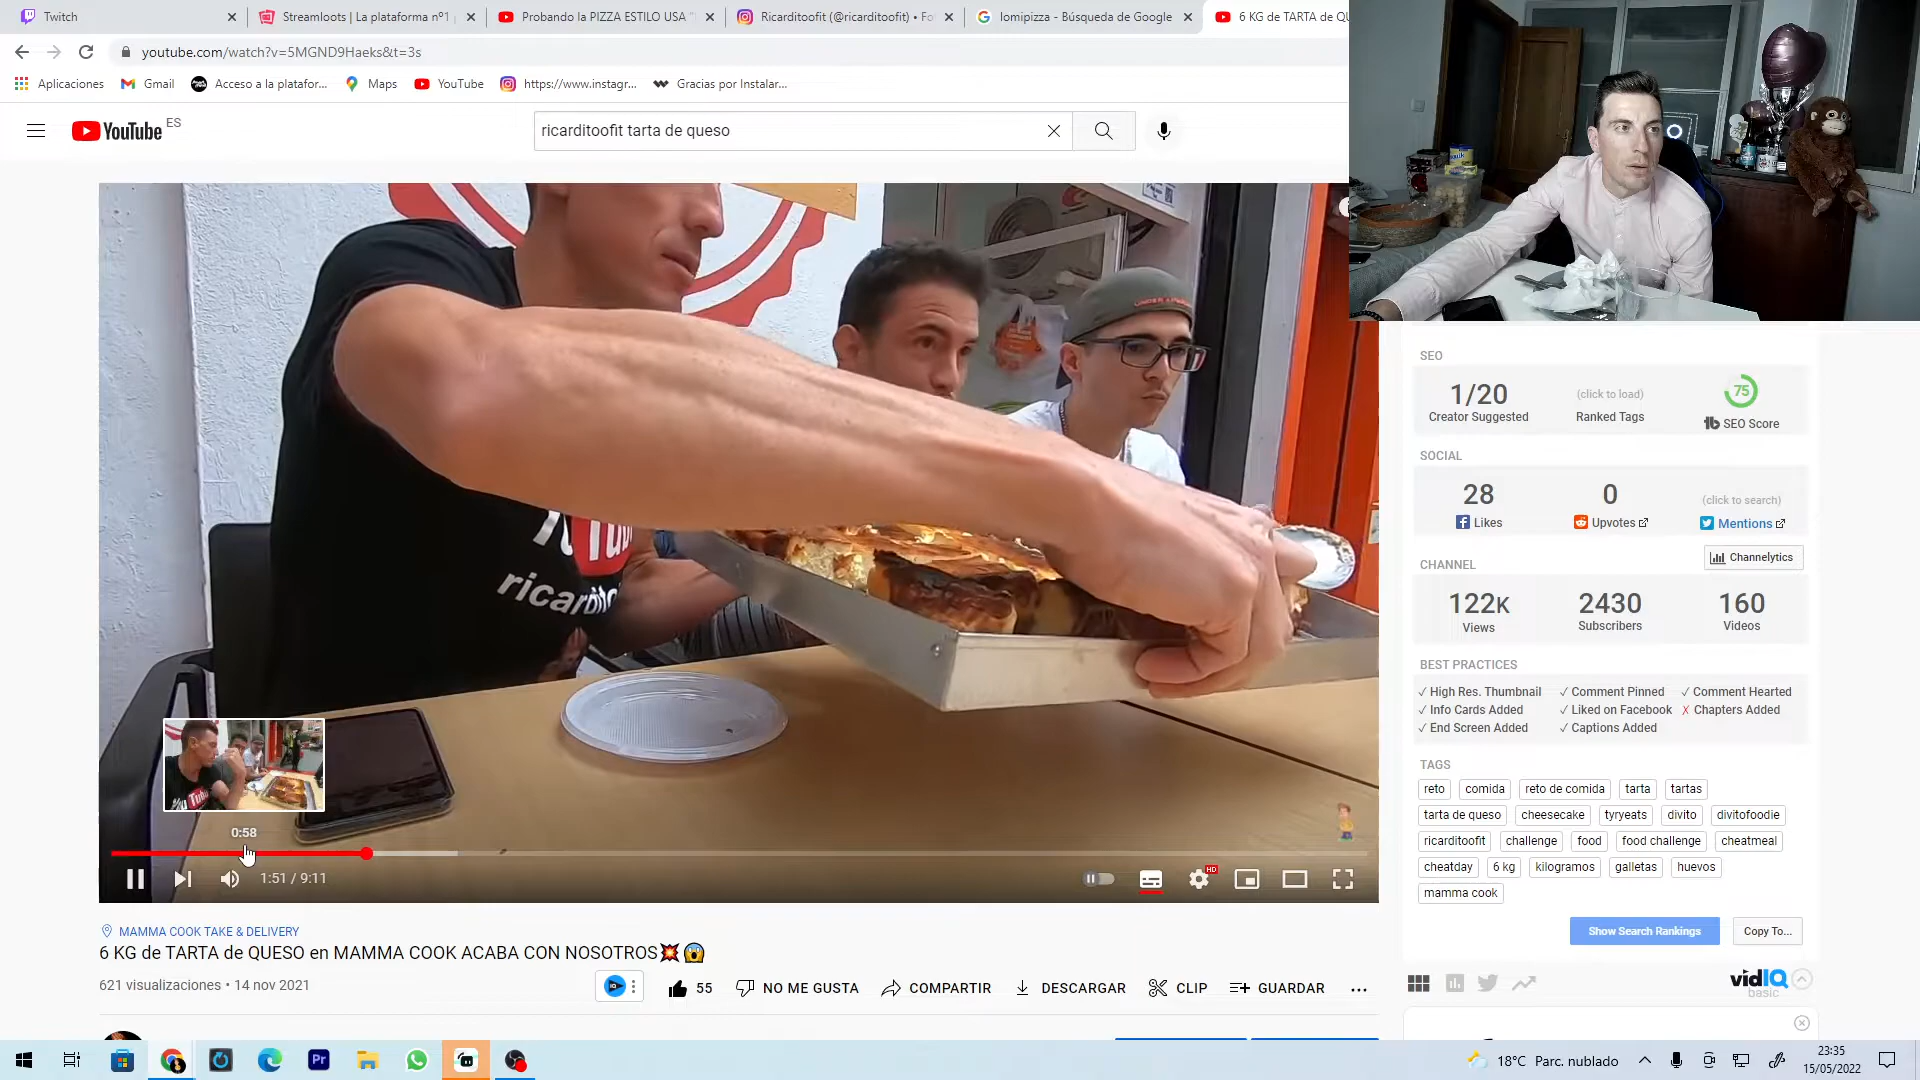 Twitch
Streamloots | La plataforma nº1
Probando la PIZZA ESTILO USA "
Ricarditoofit (@ricarditoofit) • Fo
lomipizza - Búsqueda de Google
6 KG de TARTA de QU
youtube.com/watch?v=5MGND9Haeks&t=3s
Aplicaciones
Gmail
Acceso a la platafor...
Maps
YouTube
https://www.instagr...
Gracias por Instalar...
YouTube ES
ricarditoofit tarta de queso
SEO
1/20
Creator Suggested
(click to load)
Ranked Tags
75
SEO Score
SOCIAL
28
Likes
0
Upvotes
(click to search)
Mentions
CHANNEL
Channelytics
122K
Views
2430
Subscribers
160
Videos
BEST PRACTICES
✓ High Res. Thumbnail ✓ Comment Pinned ✓ Comment Hearted
✓ Info Cards Added ✓ Liked on Facebook X Chapters Added
✓ End Screen Added ✓ Captions Added
TAGS
reto comida reto de comida tarta tartas
tarta de queso cheesecake tyryeats divito divitofoodie
ricarditoofit challenge food food challenge cheatmeal
cheatday 6 kg kilogramos galletas huevos
mamma cook
Show Search Rankings
Copy To...
vidIQ
basic
0:58
1:51 / 9:11
HD
MAMMA COOK TAKE & DELIVERY
6 KG de TARTA de QUESO en MAMMA COOK ACABA CON NOSOTROS💥😱
621 visualizaciones • 14 nov 2021
55
NO ME GUSTA
COMPARTIR
DESCARGAR
CLIP
GUARDAR
Pr
18°C Parc. nublado
23:35
15/05/2022